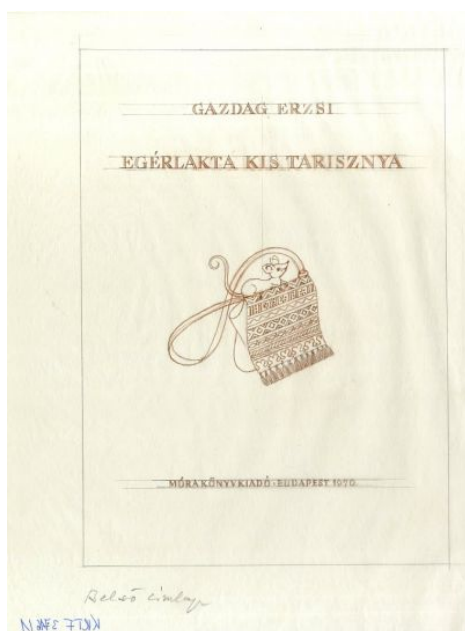 GAZDAG ERZSI
EGÉRLAKTA KIS TARISZNYA
MÓRA KÖNYVKIADÓ · BUDAPEST 1970
Belső címlap